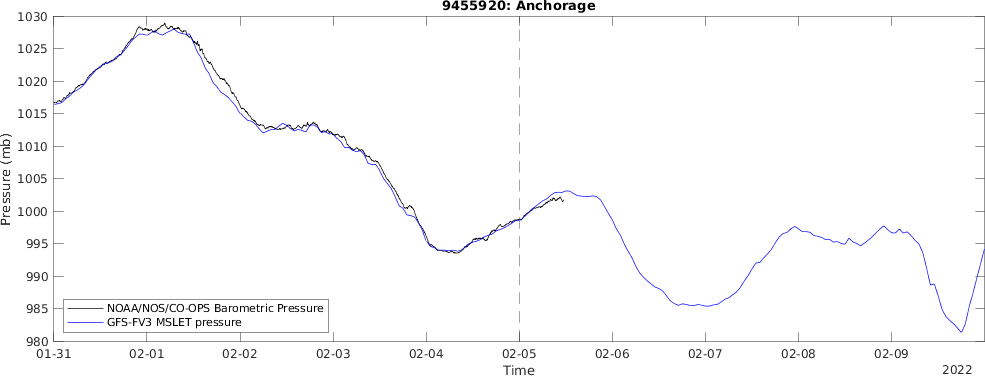 9455920: Anchorage
Pressure (mb)
1030
1025
1020
1015
1010
1005
1000
995
990
985
980
NOAA/NOS/CO-OPS Barometric Pressure
GFS-FV3 MSLET pressure
01-31 02-01 02-02 02-03 02-04 02-05 02-06 02-07 02-08 02-09
Time
2022